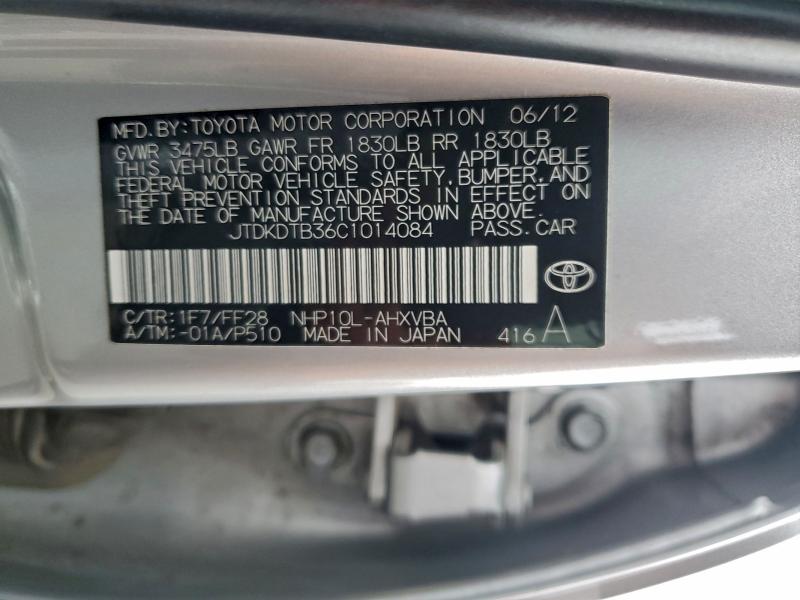 MFD.BY:TOYOTA MOTOR CORPORATION 06/12
GVWR 3475LB GAWR FR 1830LB RR 1830LB
THIS VEHICLE CONFORMS TO ALL APPLICABLE
FEDERAL MOTOR VEHICLE SAFETY, BUMPER, AND
THEFT PREVENTION STANDARDS IN EFFECT ON
THE DATE OF MANUFACTURE SHOWN ABOVE.
JTDKDTB36C1014084 PASS.CAR
C/TR:1F7/FF28 NHP10L-AHXVBA
A/TM:-01A/P510 MADE IN JAPAN 416 A